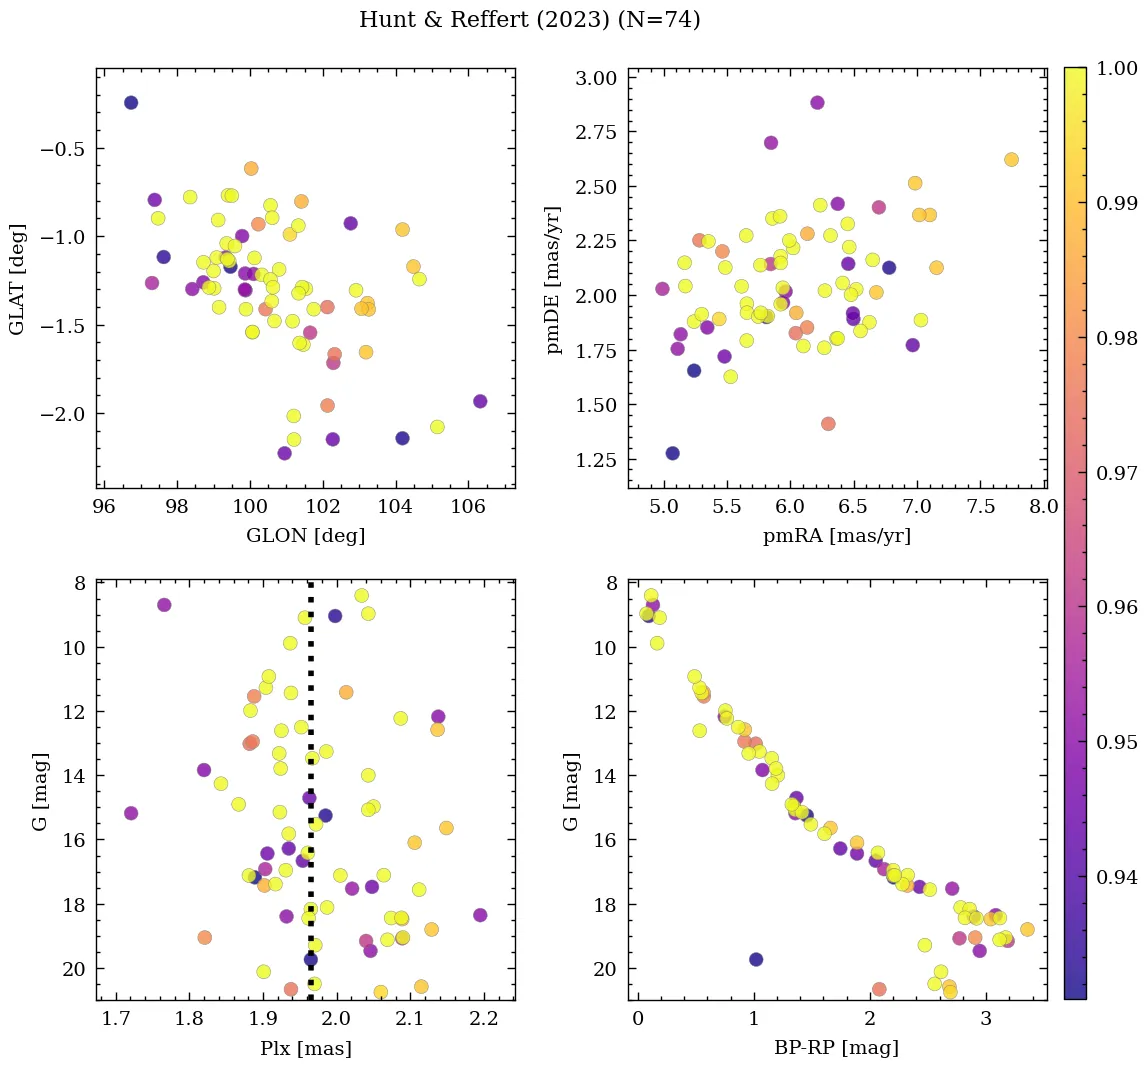 Hunt & Reffert (2023) (N=74)
GLAT [deg]
−0.5
−1.0
−1.5
−2.0
96 98 100 102 104 106
GLON [deg]
pmDE [mas/yr]
3.00
2.75
2.50
2.25
2.00
1.75
1.50
1.25
5.0 5.5 6.0 6.5 7.0 7.5 8.0
pmRA [mas/yr]
1.00
0.99
0.98
0.97
0.96
0.95
0.94
G [mag]
8
10
12
14
16
18
20
1.7 1.8 1.9 2.0 2.1 2.2
Plx [mas]
G [mag]
8
10
12
14
16
18
20
0 1 2 3
BP-RP [mag]